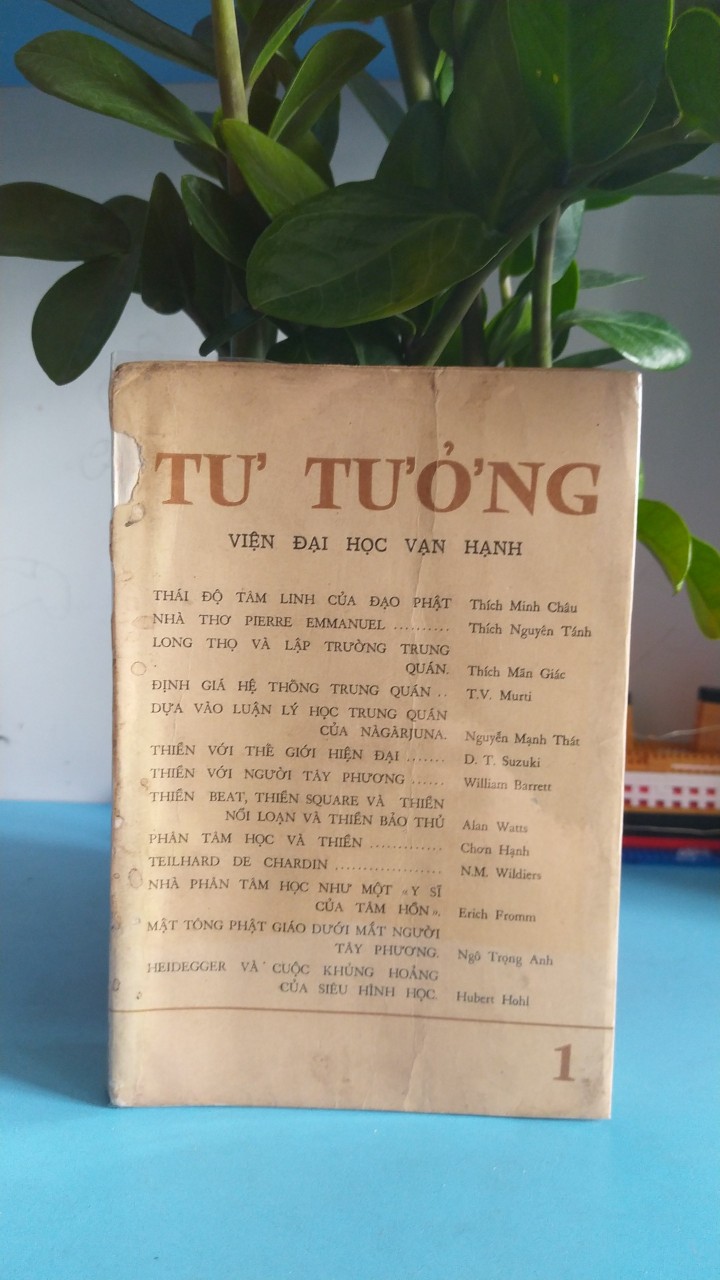 TƯ TƯỞNG
VIỆN ĐẠI HỌC VẠN HẠNH
THÁI ĐỘ TÂM LINH CỦA ĐẠO PHẬT Thích Minh Châu
NHÀ THƠ PIERRE EMMANUEL .......... Thích Nguyên Tánh
LONG THỌ VÀ LẬP TRƯỜNG TRUNG
QUÁN. Thích Mãn Giác
ĐỊNH GIÁ HỆ THỐNG TRUNG QUÁN .. T.V. Murti
DỰA VÀO LUẬN LÝ HỌC TRUNG QUÁN
CỦA NÀGÀRJUNA. Nguyễn Mạnh Thát
THIỀN VỚI THẾ GIỚI HIỆN ĐẠI ....... D. T. Suzuki
THIỀN VỚI NGƯỜI TÂY PHƯƠNG ...... William Barrett
THIỀN BEAT, THIỀN SQUARE VÀ THIỀN
NỔI LOẠN VÀ THIỀN BẢO THỦ Alan Watts
PHÂN TÂM HỌC VÀ THIỀN ............. Chơn Hạnh
TEILHARD DE CHARDIN .................. N.M. Wildiers
NHÀ PHÂN TÂM HỌC NHƯ MỘT «Y SĨ
CỦA TÂM HỒN». Erich Fromm
MẬT TÔNG PHẬT GIÁO DƯỚI MẮT NGƯỜI
TÂY PHƯƠNG. Ngô Trọng Anh
HEIDEGGER VÀ CUỘC KHỦNG HOẢNG
CỦA SIÊU HÌNH HỌC. Hubert Hohl
1